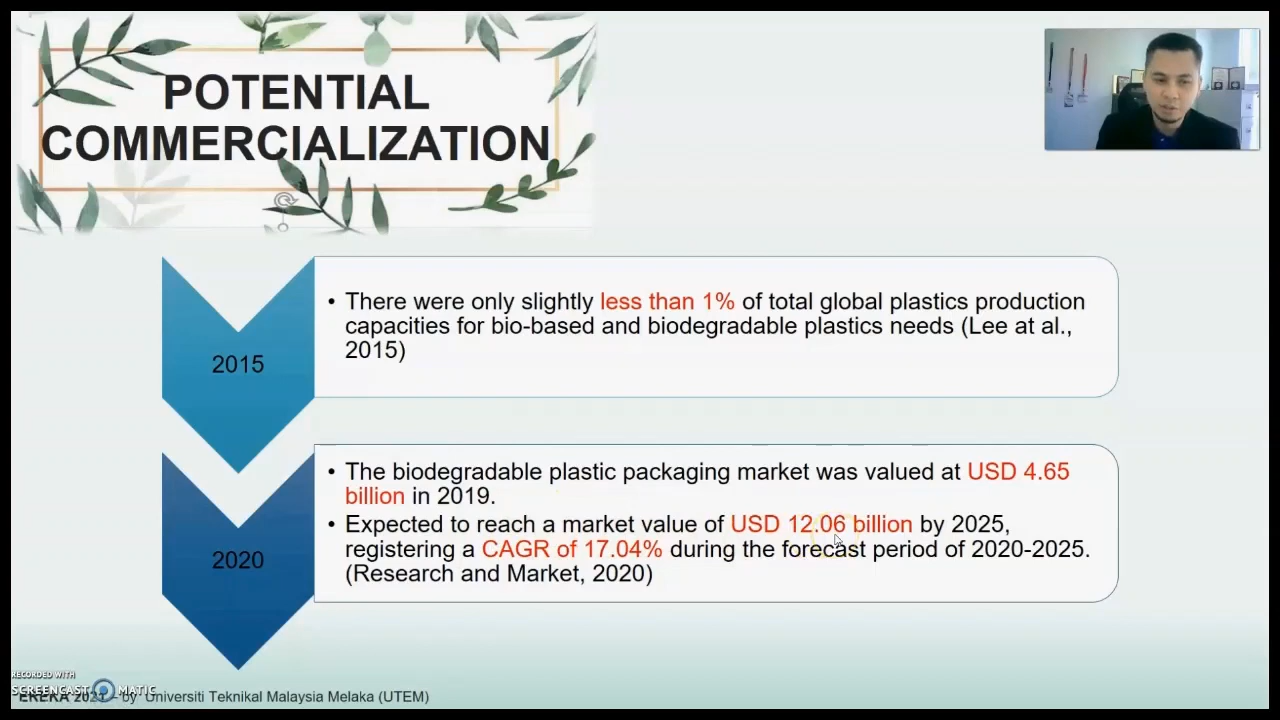 POTENTIAL
COMMERCIALIZATION
2015
• There were only slightly less than 1% of total global plastics production
capacities for bio-based and biodegradable plastics needs (Lee at al.,
2015)
2020
• The biodegradable plastic packaging market was valued at USD 4.65
billion in 2019.
• Expected to reach a market value of USD 12.06 billion by 2025,
registering a CAGR of 17.04% during the forecast period of 2020-2025.
(Research and Market, 2020)
RECORDED WITH
SCREENCAST MATIC
EREKA 2021 – by Universiti Teknikal Malaysia Melaka (UTEM)